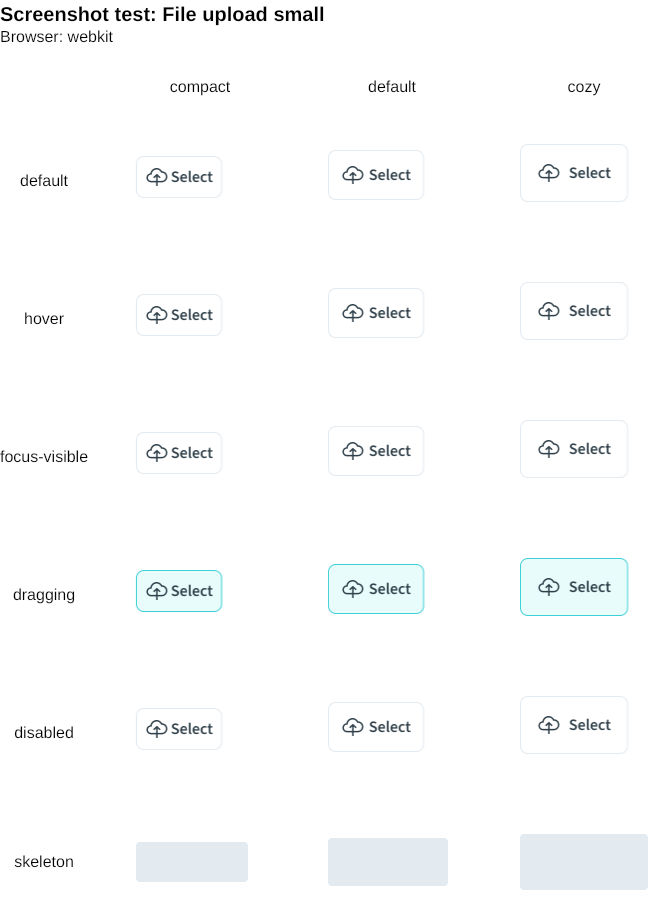 Screenshot test: File upload small
Browser: webkit
compact default cozy
default Select Select Select
hover Select Select Select
focus-visible Select Select Select
dragging Select Select Select
disabled Select Select Select
skeleton